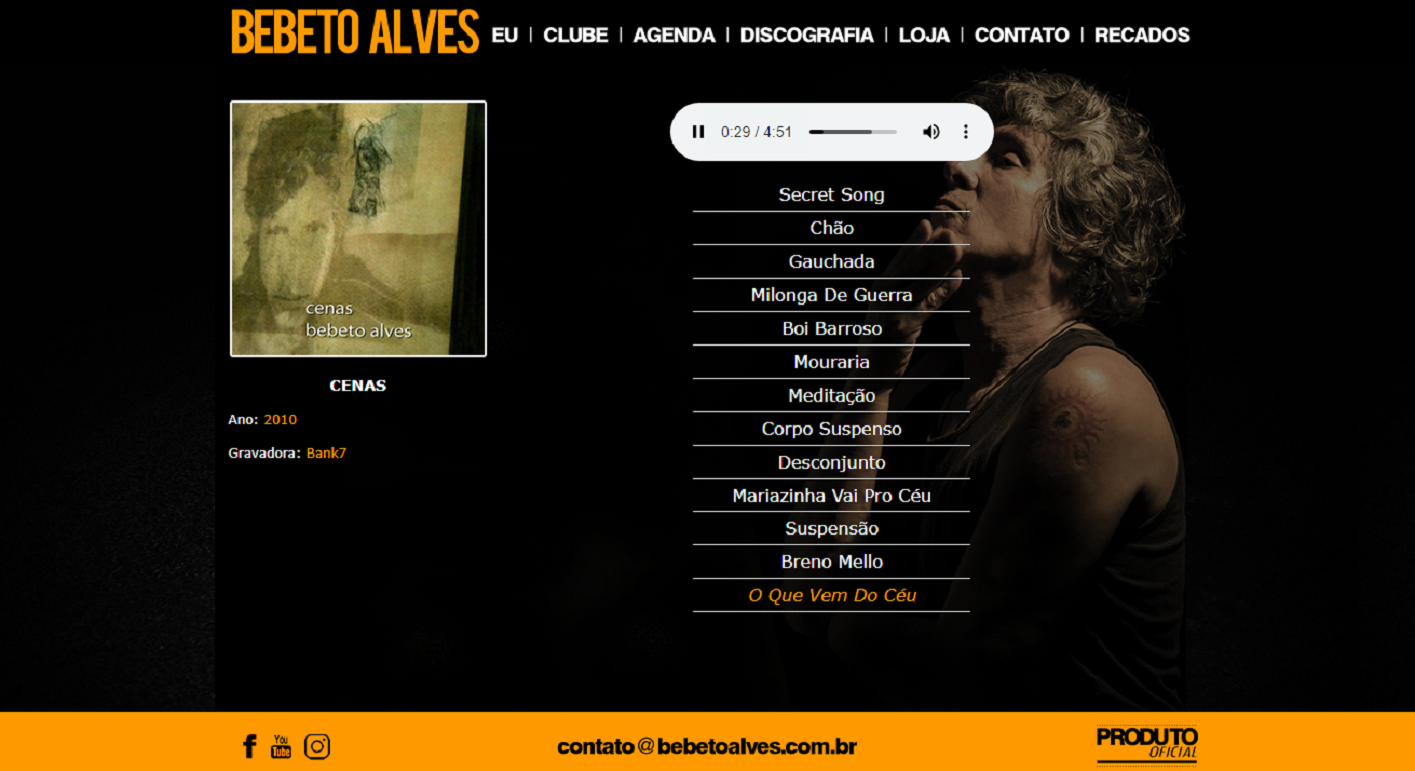 BEBETO ALVES
EU | CLUBE | AGENDA | DISCOGRAFIA | LOJA | CONTATO | RECADOS
cenas
bebeto alves
CENAS
Ano: 2010
Gravadora: Bank7
0:29 / 4:51
Secret Song
Chão
Gauchada
Milonga De Guerra
Boi Barroso
Mouraria
Meditação
Corpo Suspenso
Desconjunto
Mariazinha Vai Pro Céu
Suspensão
Breno Mello
O Que Vem Do Céu
f
You
Tube
contato@bebetoalves.com.br
PRODUTO
OFICIAL